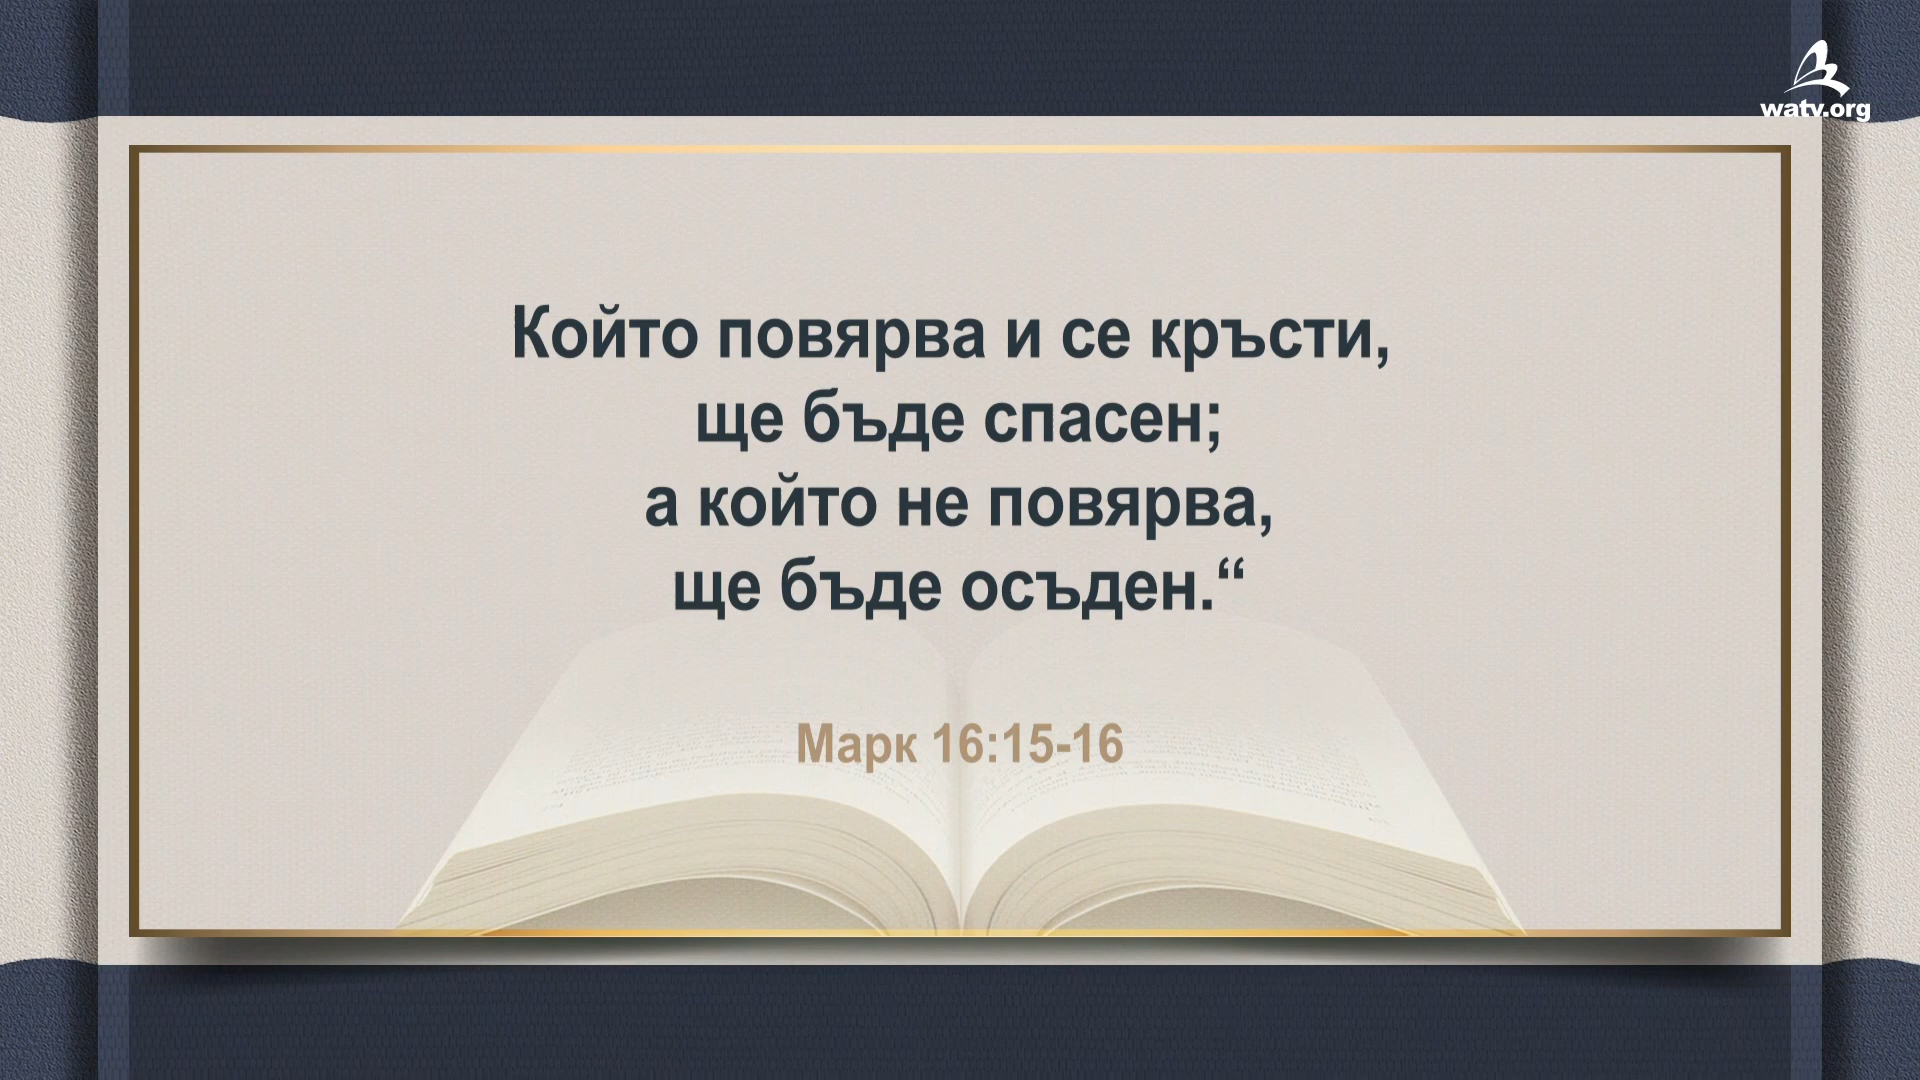 watv.org
Който повярва и се кръсти,
ще бъде спасен;
а който не повярва,
ще бъде осъден.“
Марк 16:15-16